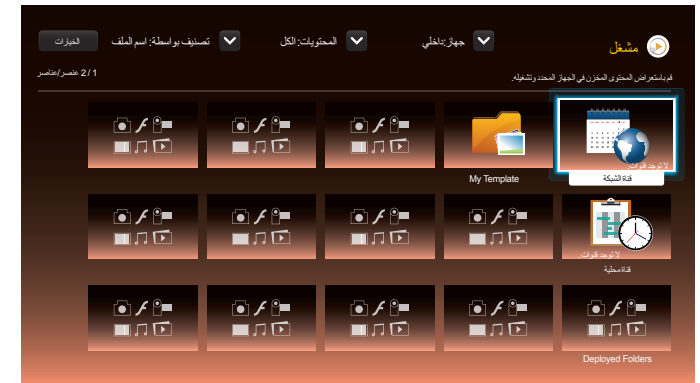 مشغل
جهاز: داخلي
المحتويات: الكل
تصنيف بواسطة: اسم الملف
الخيارات
قم باستعراض المحتوى المخزن في الجهاز المحدد وتشغيله.
1 / 2 عنصر/عناصر
لا توجد قنوات.
قناة الشبكة
My Template
لا توجد قنوات.
قناة محلية
Deployed Folders